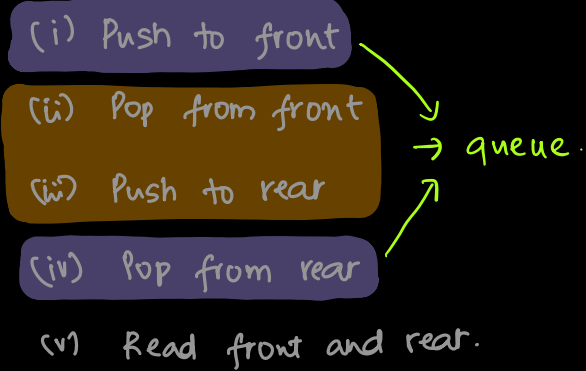 (i) Push to front
(ii) Pop from front
→ queue.
(iii) Push to rear
(iv) Pop from rear
(v) Read front and rear.